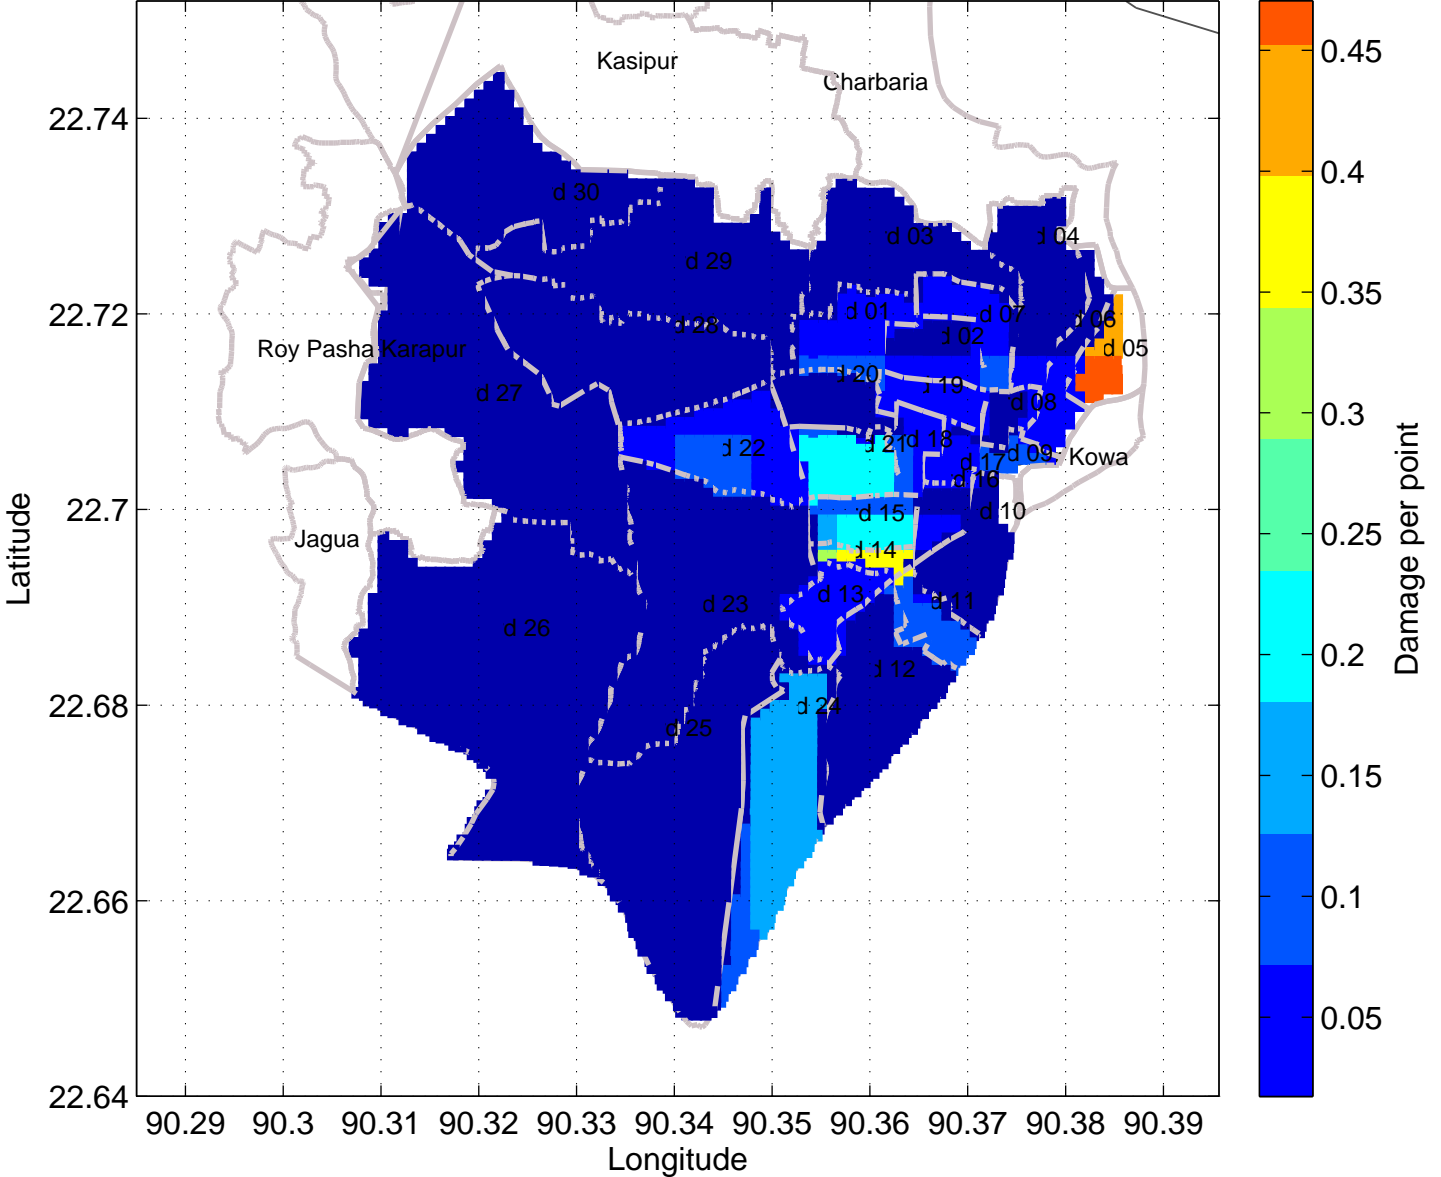 Kasipur
Charbaria
0.45
22.74
0.4
d 30
d 03
d 04
d 29
0.35
22.72
d 01
d 07
d 06
d 28
d 02
d 05
Roy Pasha Karapur
d 20
d 19
d 27
d 08
0.3
d 22
d 21
d 18
d 17
d 09
Kowa
d 16
22.7
d 15
d 10
Jagua
d 14
0.25
d 13
d 11
d 23
d 26
d 12
0.2
22.68
d 24
d 25
0.15
22.66
0.1
0.05
22.64
90.29 90.3 90.31 90.32 90.33 90.34 90.35 90.36 90.37 90.38 90.39
Longitude
Latitude
Damage per point